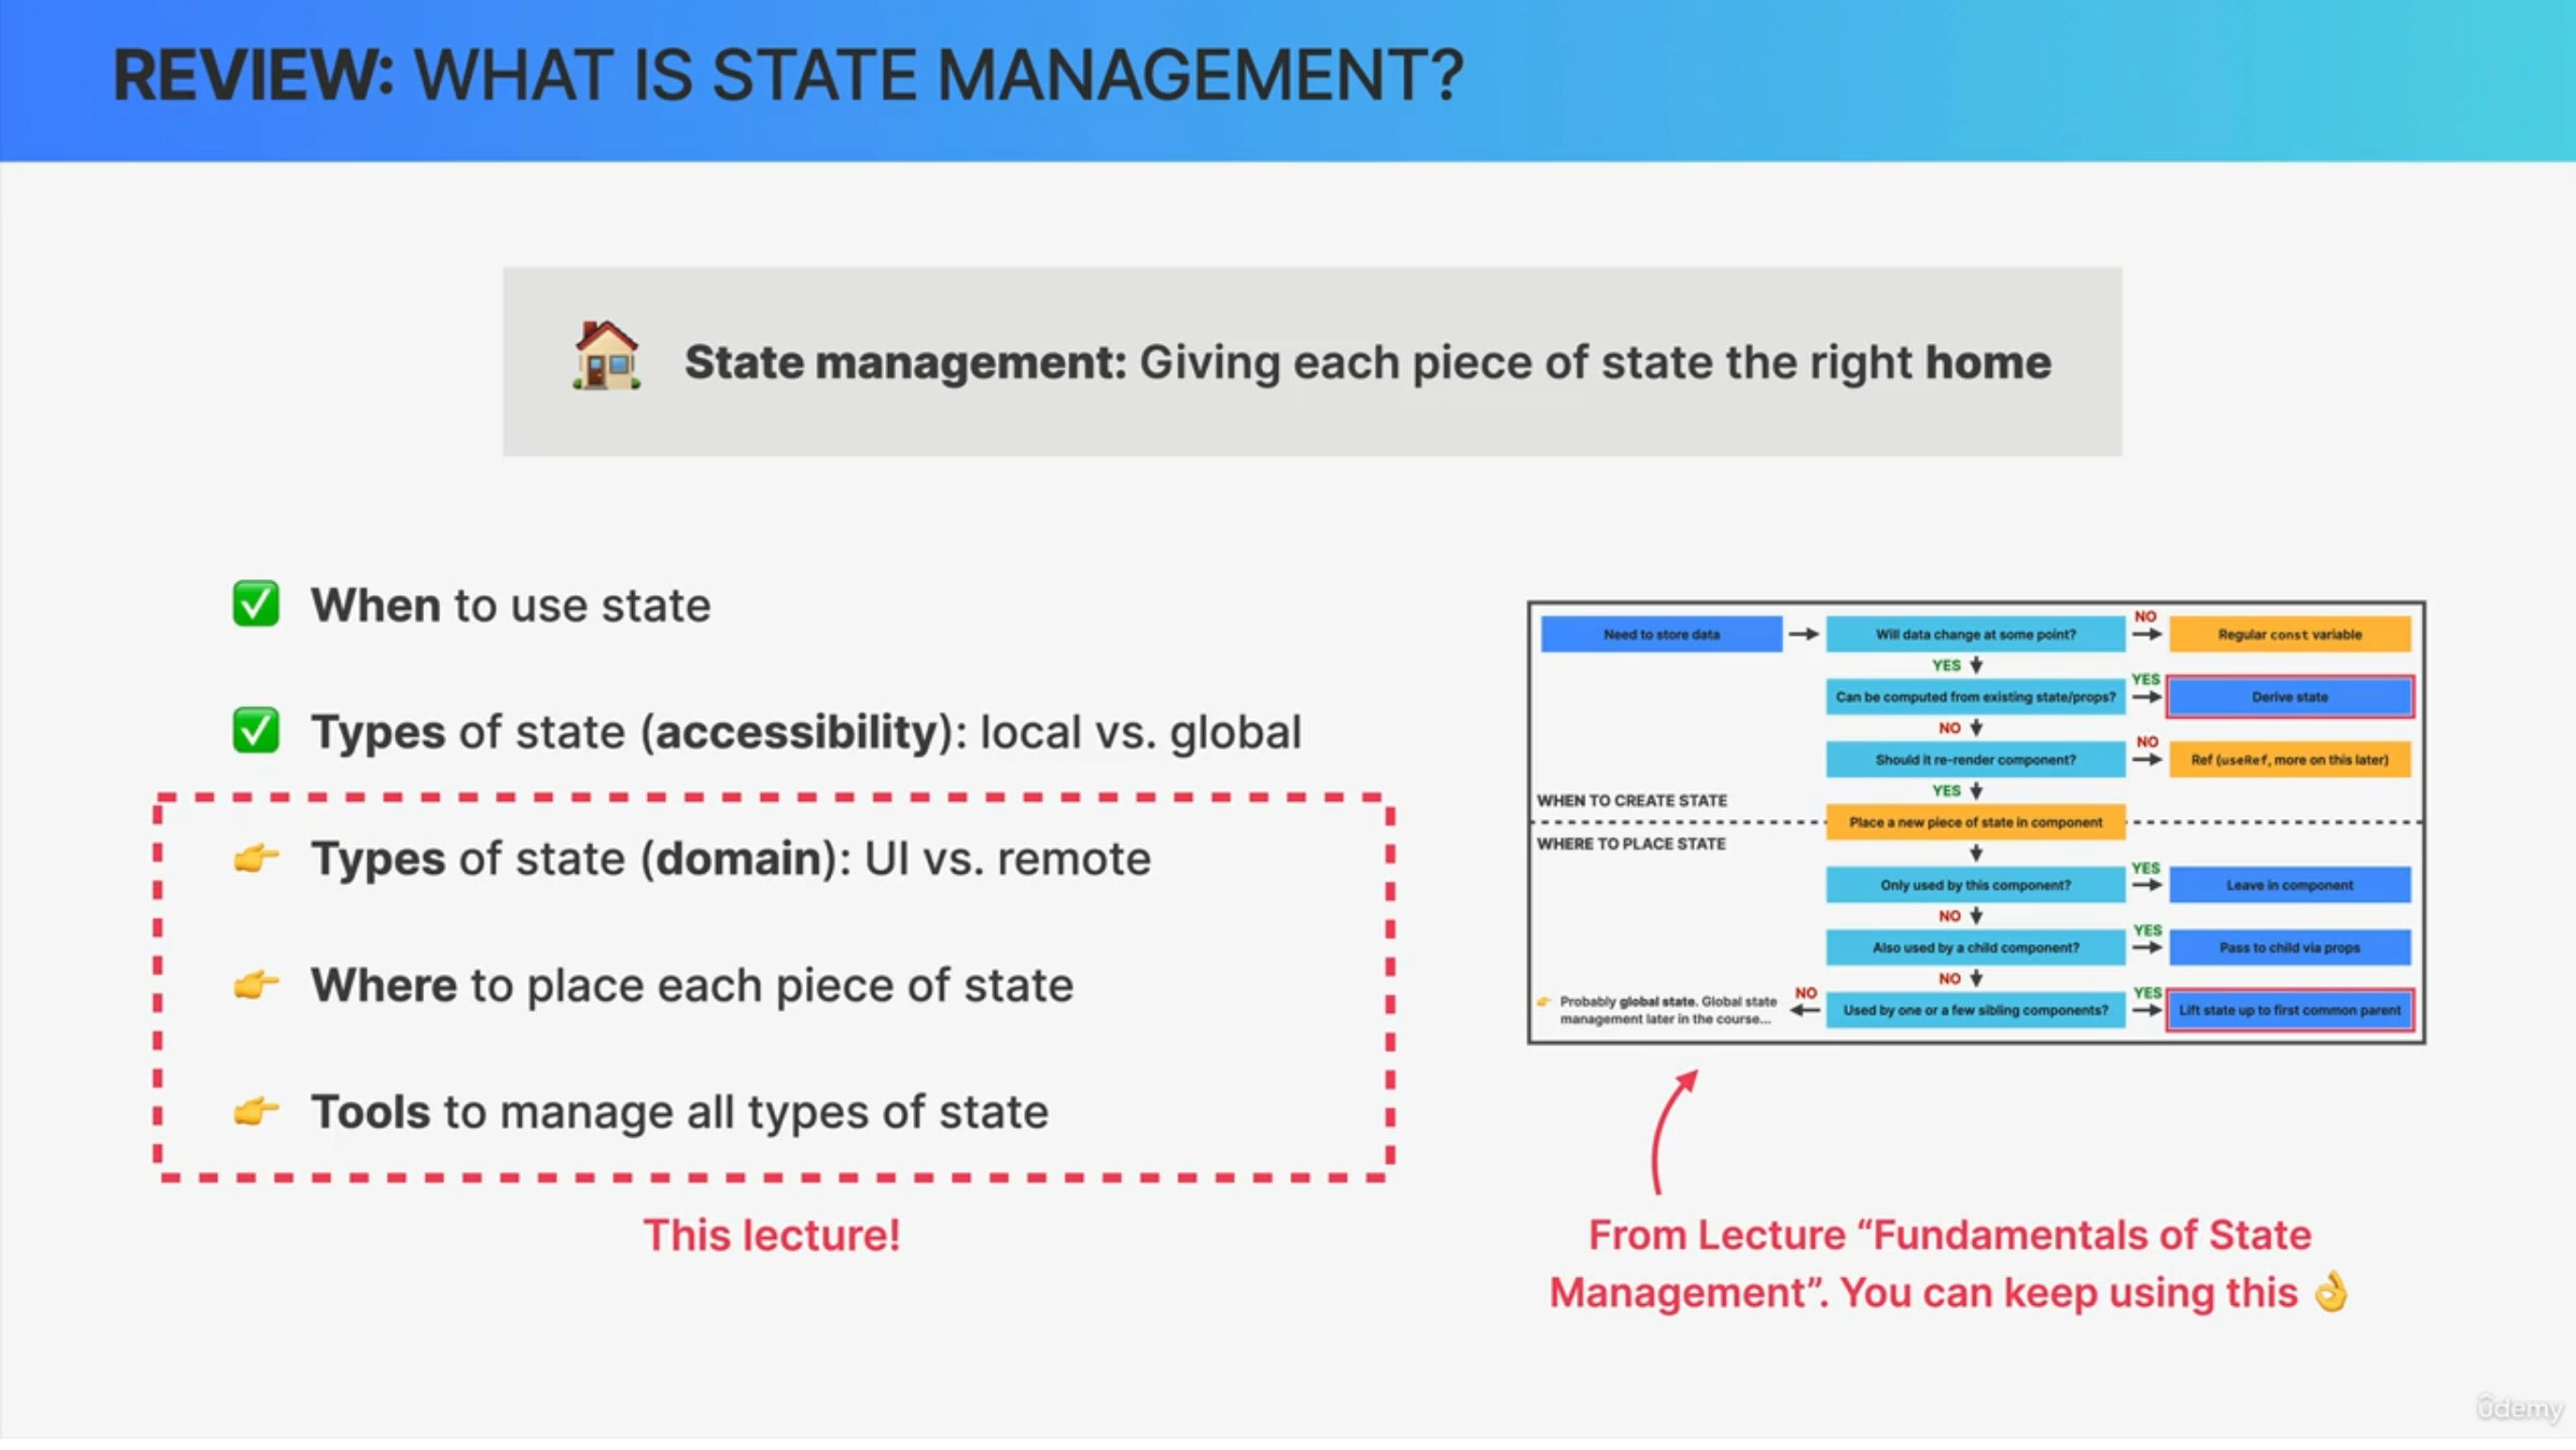 REVIEW: WHAT IS STATE MANAGEMENT?
State management: Giving each piece of state the right home
When to use state
Types of state (accessibility): local vs. global
Types of state (domain): UI vs. remote
Where to place each piece of state
Tools to manage all types of state
This lecture!
Need to store data
Will data change at some point?
NO
Regular const variable
YES
Can be computed from existing state/props?
YES
Derive state
NO
Should it re-render component?
NO
Ref (useRef, more on this later)
YES
WHEN TO CREATE STATE
Place a new piece of state in component
WHERE TO PLACE STATE
Only used by this component?
YES
Leave in component
NO
Also used by a child component?
YES
Pass to child via props
NO
Used by one or a few sibling components?
YES
Lift state up to first common parent
NO
Probably global state. Global state
management later in the course...
From Lecture “Fundamentals of State
Management”. You can keep using this
udemy